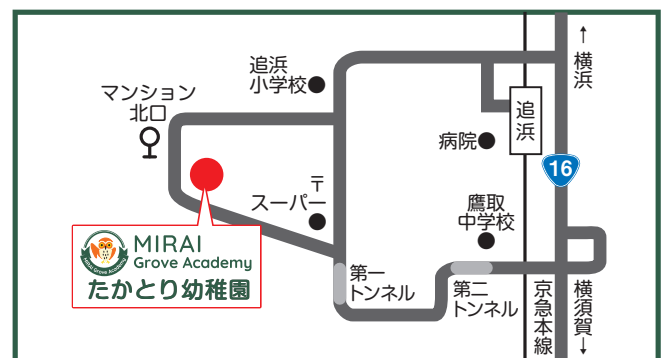 ↑
横浜
追浜
小学校
マンション
北口
追浜
病院
16
〒
スーパー
鷹取
中学校
MIRAI
Grove Academy
MIRAI Grove Academy
たかとり幼稚園
第一
トンネル
第二
トンネル
京急本線
横須賀
↓